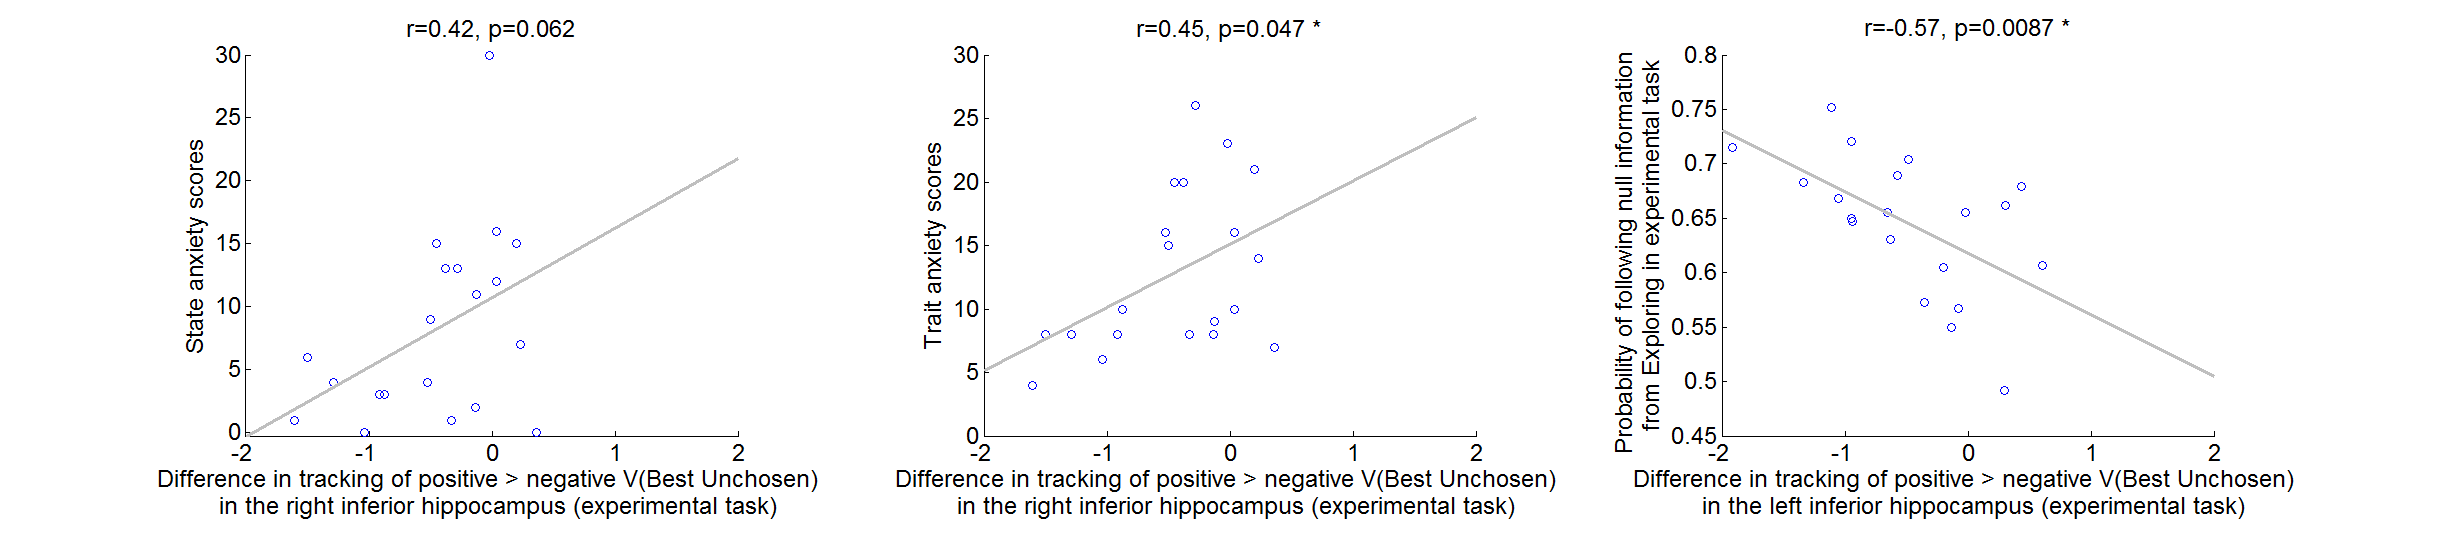 r=0.42, p=0.062
30
25
20
15
10
5
0
-2
-1
0
1
2
State anxiety scores
Difference in tracking of positive > negative V(Best Unchosen)
in the right inferior hippocampus (experimental task)
r=0.45, p=0.047 *
30
25
20
15
10
5
0
-2
-1
0
1
2
Trait anxiety scores
Difference in tracking of positive > negative V(Best Unchosen)
in the right inferior hippocampus (experimental task)
r=-0.57, p=0.0087 *
0.8
0.75
0.7
0.65
0.6
0.55
0.5
0.45
-2
-1
0
1
2
Probability of following null information
from Exploring in experimental task
Difference in tracking of positive > negative V(Best Unchosen)
in the left inferior hippocampus (experimental task)